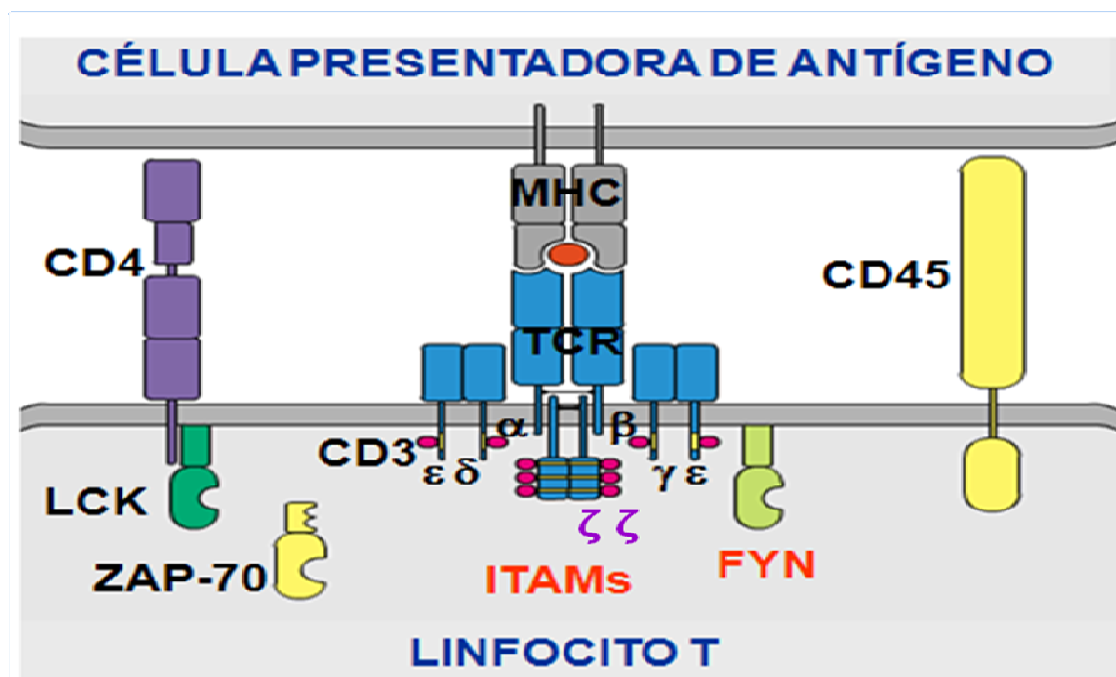 CÉLULA PRESENTADORA DE ANTÍGENO
MHC
CD4
CD45
TCR
α β
CD3
ε δ γ ε
LCK
ζ ζ
FYN
ZAP-70
ITAMs
LINFOCITO T